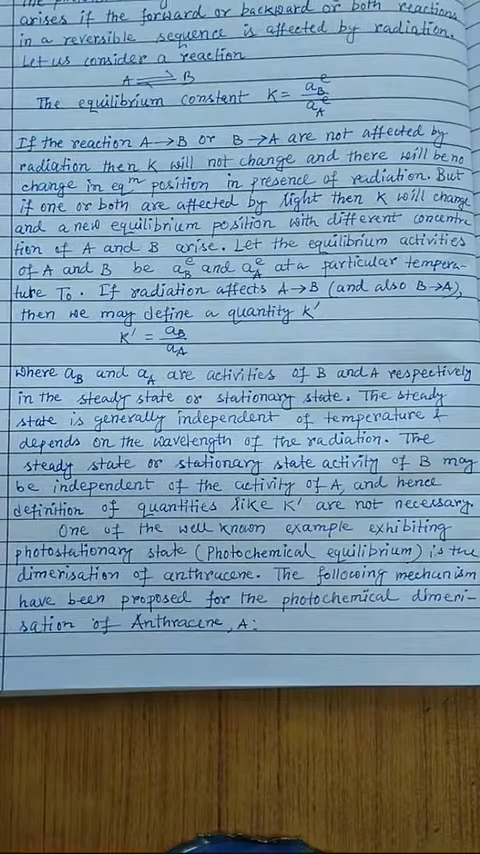 arises if the forward or backward or both reactions
in a reversible sequence is affected by radiation.
Let us consider a reaction
A ⇌ B
The equilibrium constant K = a_B^e / a_A^e
If the reaction A→B or B→A are not affected by
radiation then K will not change and there will be no
change in eqᵐ position in presence of radiation. But
if one or both are affected by light then K will change
and a new equilibrium position with different concentra
tion of A and B arise. Let the equilibrium activities
of A and B be a_B^e and a_A^e at a particular tempera-
ture T₀. If radiation affects A→B (and also B→A),
then we may define a quantity K'
K' = a_B / a_A
where a_B and a_A are activities of B and A respectively
in the steady state or stationary state. The steady
state is generally independent of temperature &
depends on the wavelength of the radiation. The
steady state or stationary state activity of B may
be independent of the activity of A, and hence
definition of quantities like K' are not necessary.
One of the well known example exhibiting
photostationary state (Photochemical equilibrium) is the
dimerisation of anthracene. The following mechanism
have been proposed for the photochemical dimeri-
sation of Anthracene, A: